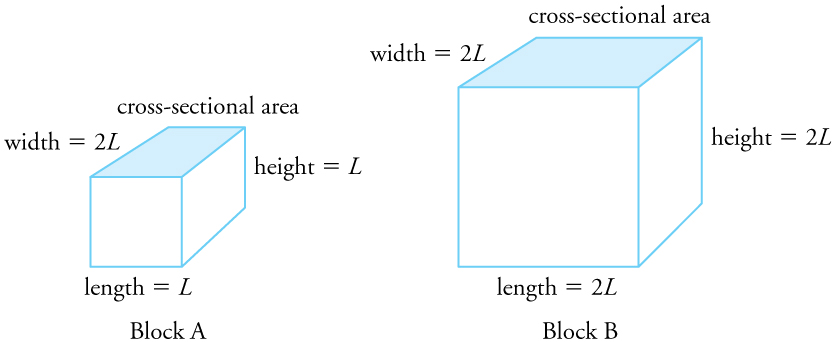 cross-sectional area
width = 2L
height = L
length = L
Block A
cross-sectional area
width = 2L
height = 2L
length = 2L
Block B